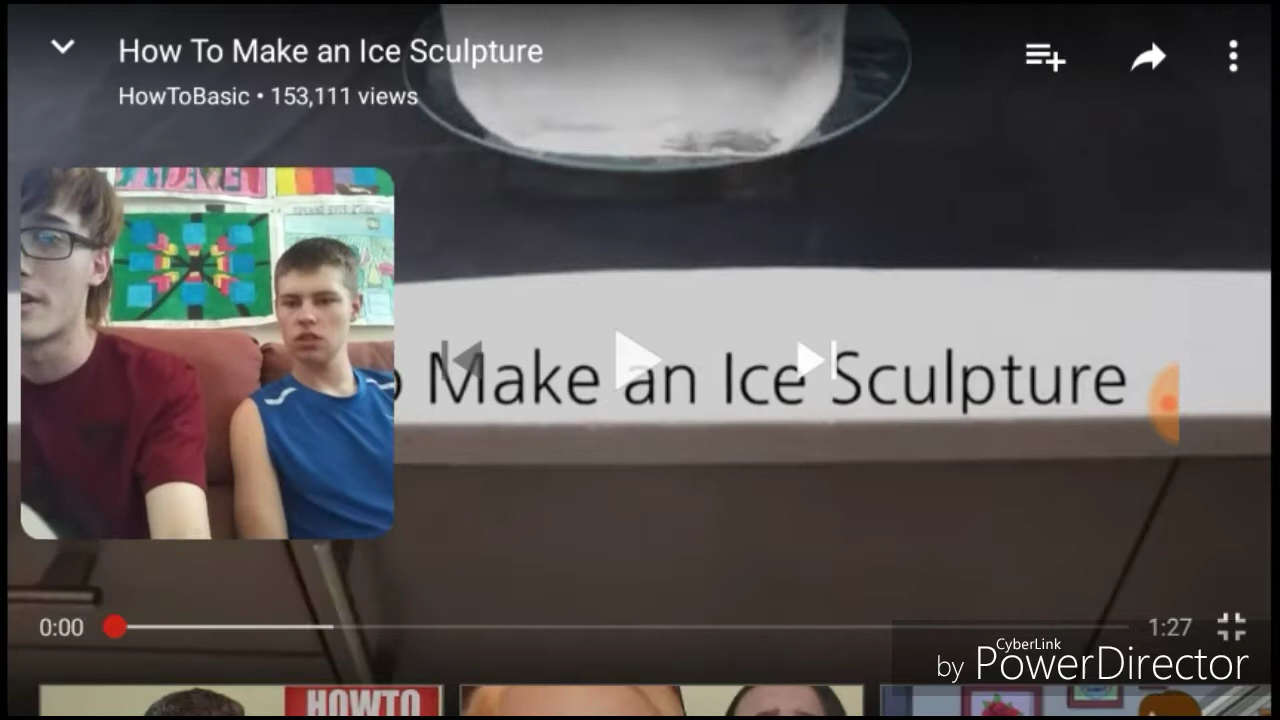 How To Make an Ice Sculpture
HowToBasic • 153,111 views
Make an Ice Sculpture
0:00
1:27
CyberLink
by PowerDirector
HOWTO